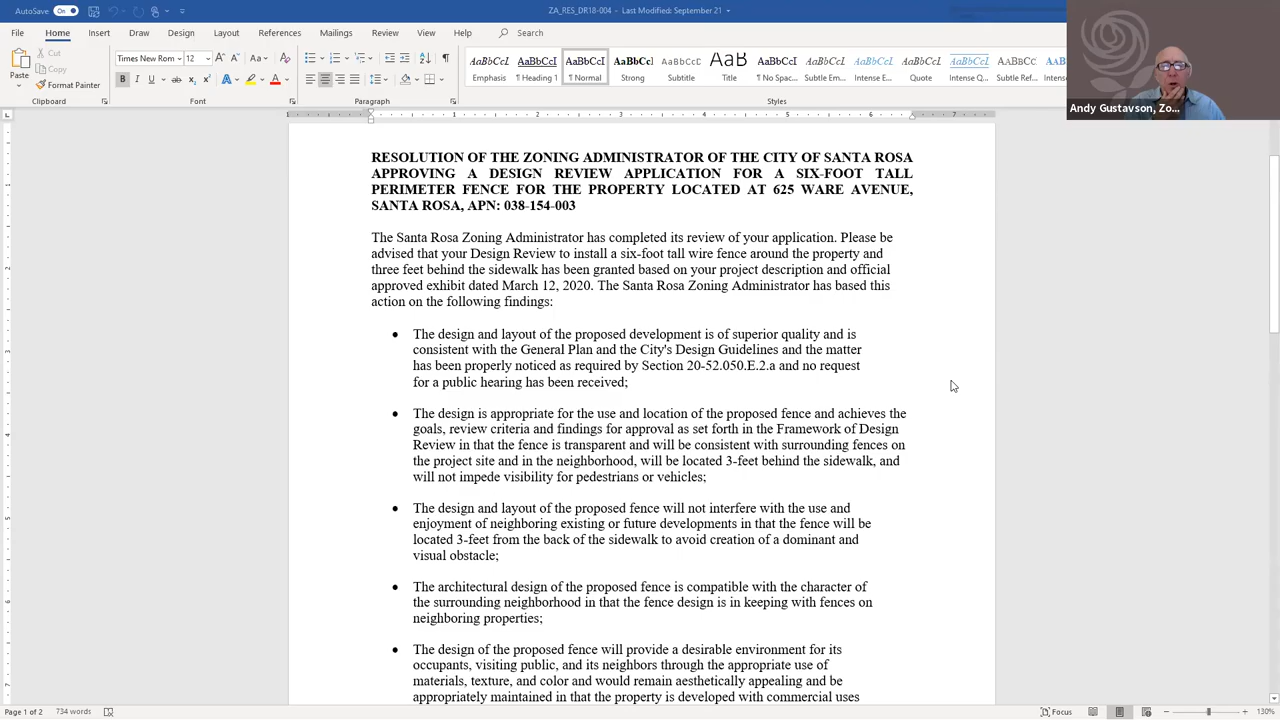 AutoSave On
ZA_RES_DR18-004 - Last Modified: September 21
File Home Insert Draw Design Layout References Mailings Review View Help Search
Paste
Cut
Copy
Format Painter
Times New Rom 12
Clipboard Font Paragraph Styles
AaBbCcI AaBbCcI AaBbCcI AaBbCc AaBbCcI AaB AaBbCcI AaBbCcI AaBbCcI AaBbCcI AaBbCcI AaBbCcI
Emphasis ¶ Heading 1 ¶ Normal Strong Subtitle Title ¶ No Spac... Subtle Em... Intense E... Quote Intense Q... Subtle Ref...
Andy Gustavson, Zo...
RESOLUTION OF THE ZONING ADMINISTRATOR OF THE CITY OF SANTA ROSA
APPROVING A DESIGN REVIEW APPLICATION FOR A SIX-FOOT TALL
PERIMETER FENCE FOR THE PROPERTY LOCATED AT 625 WARE AVENUE,
SANTA ROSA, APN: 038-154-003
The Santa Rosa Zoning Administrator has completed its review of your application. Please be
advised that your Design Review to install a six-foot tall wire fence around the property and
three feet behind the sidewalk has been granted based on your project description and official
approved exhibit dated March 12, 2020. The Santa Rosa Zoning Administrator has based this
action on the following findings:
• The design and layout of the proposed development is of superior quality and is
consistent with the General Plan and the City's Design Guidelines and the matter
has been properly noticed as required by Section 20-52.050.E.2.a and no request
for a public hearing has been received;
• The design is appropriate for the use and location of the proposed fence and achieves the
goals, review criteria and findings for approval as set forth in the Framework of Design
Review in that the fence is transparent and will be consistent with surrounding fences on
the project site and in the neighborhood, will be located 3-feet behind the sidewalk, and
will not impede visibility for pedestrians or vehicles;
• The design and layout of the proposed fence will not interfere with the use and
enjoyment of neighboring existing or future developments in that the fence will be
located 3-feet from the back of the sidewalk to avoid creation of a dominant and
visual obstacle;
• The architectural design of the proposed fence is compatible with the character of
the surrounding neighborhood in that the fence design is in keeping with fences on
neighboring properties;
• The design of the proposed fence will provide a desirable environment for its
occupants, visiting public, and its neighbors through the appropriate use of
materials, texture, and color and would remain aesthetically appealing and be
appropriately maintained in that the property is developed with commercial uses
Page 1 of 2 734 words Focus 130%